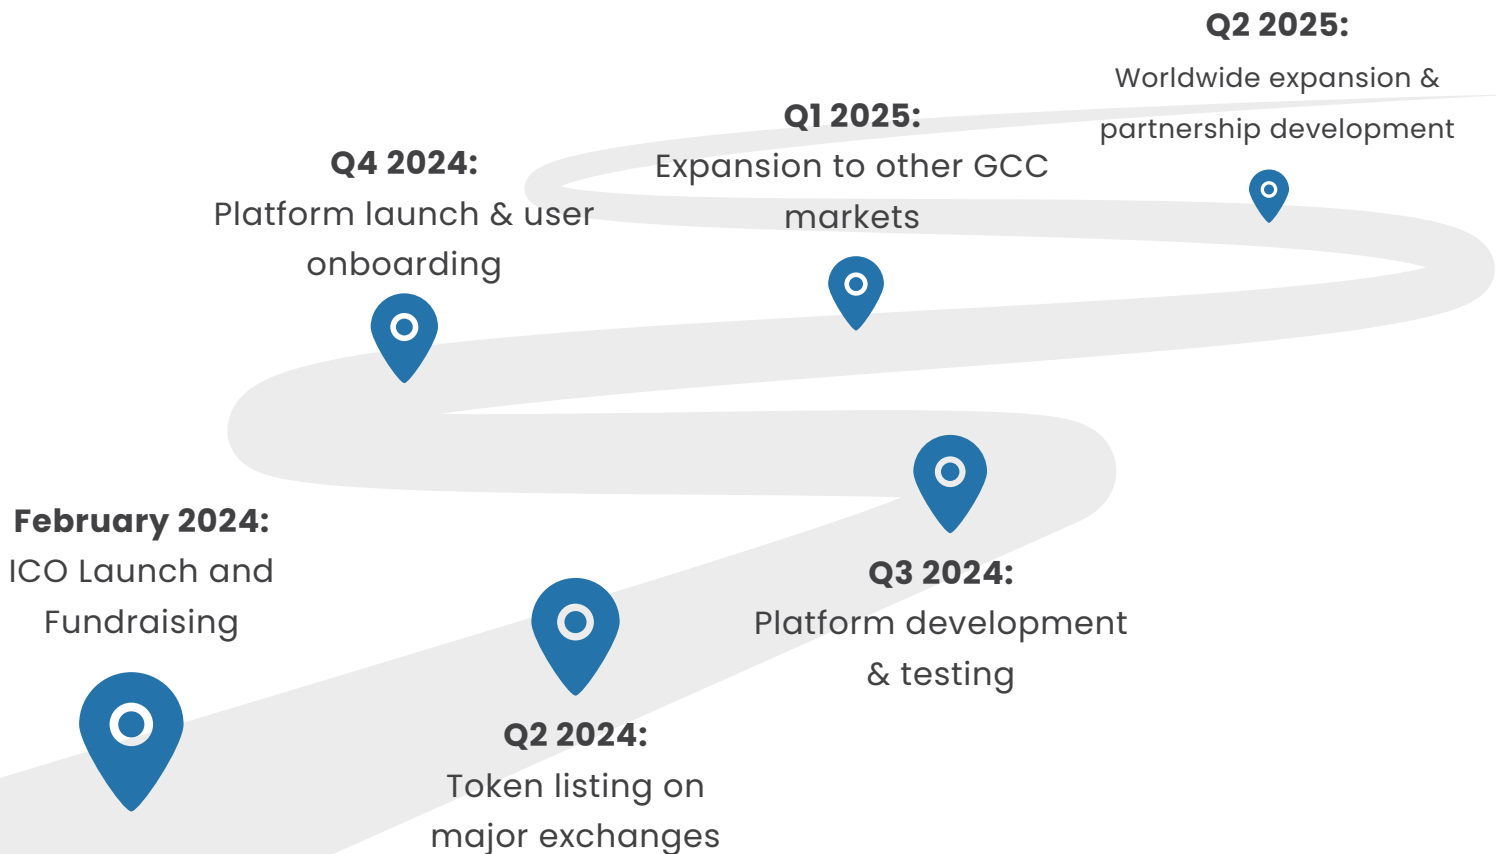 February 2024:
ICO Launch and
Fundraising
Q2 2024:
Token listing on
major exchanges
Q3 2024:
Platform development
& testing
Q4 2024:
Platform launch & user
onboarding
Q1 2025:
Expansion to other GCC
markets
Q2 2025:
Worldwide expansion &
partnership development